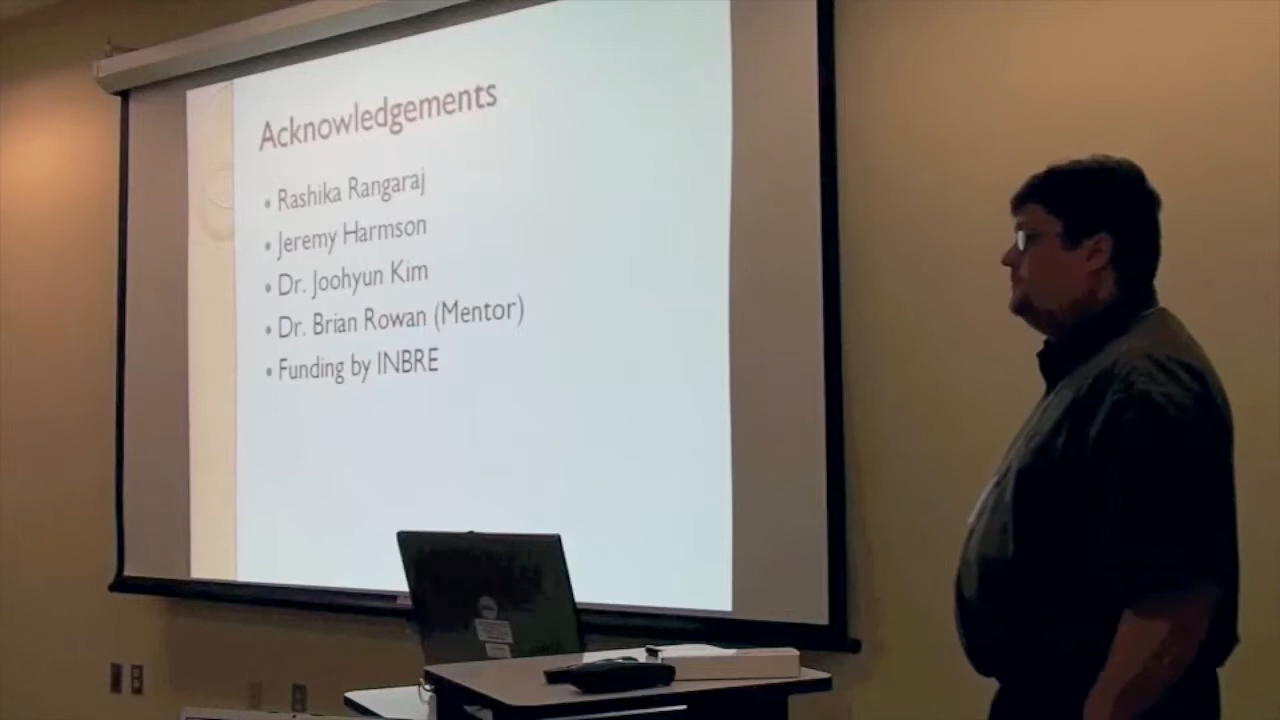 Acknowledgements
• Rashika Rangaraj
• Jeremy Harmson
• Dr. Joohyun Kim
• Dr. Brian Rowan (Mentor)
• Funding by INBRE